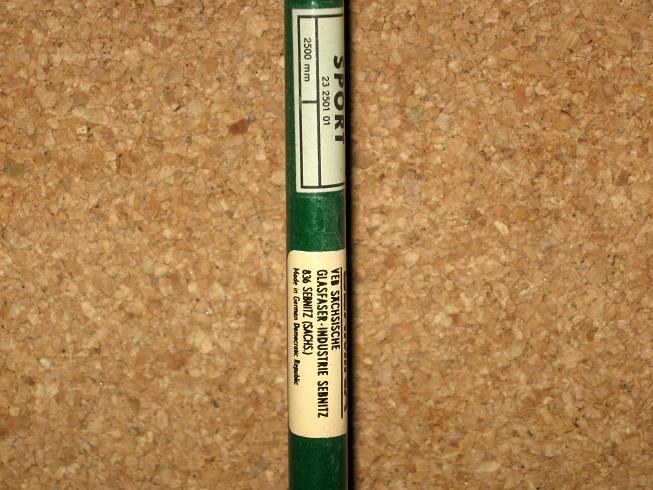 SPORT
23 2501 01
2500 mm
VEB SÄCHSISCHE
GLASFASER-INDUSTRIE SEBNITZ
836 SEBNITZ (SACHS.)
Made in German Democratic Republic